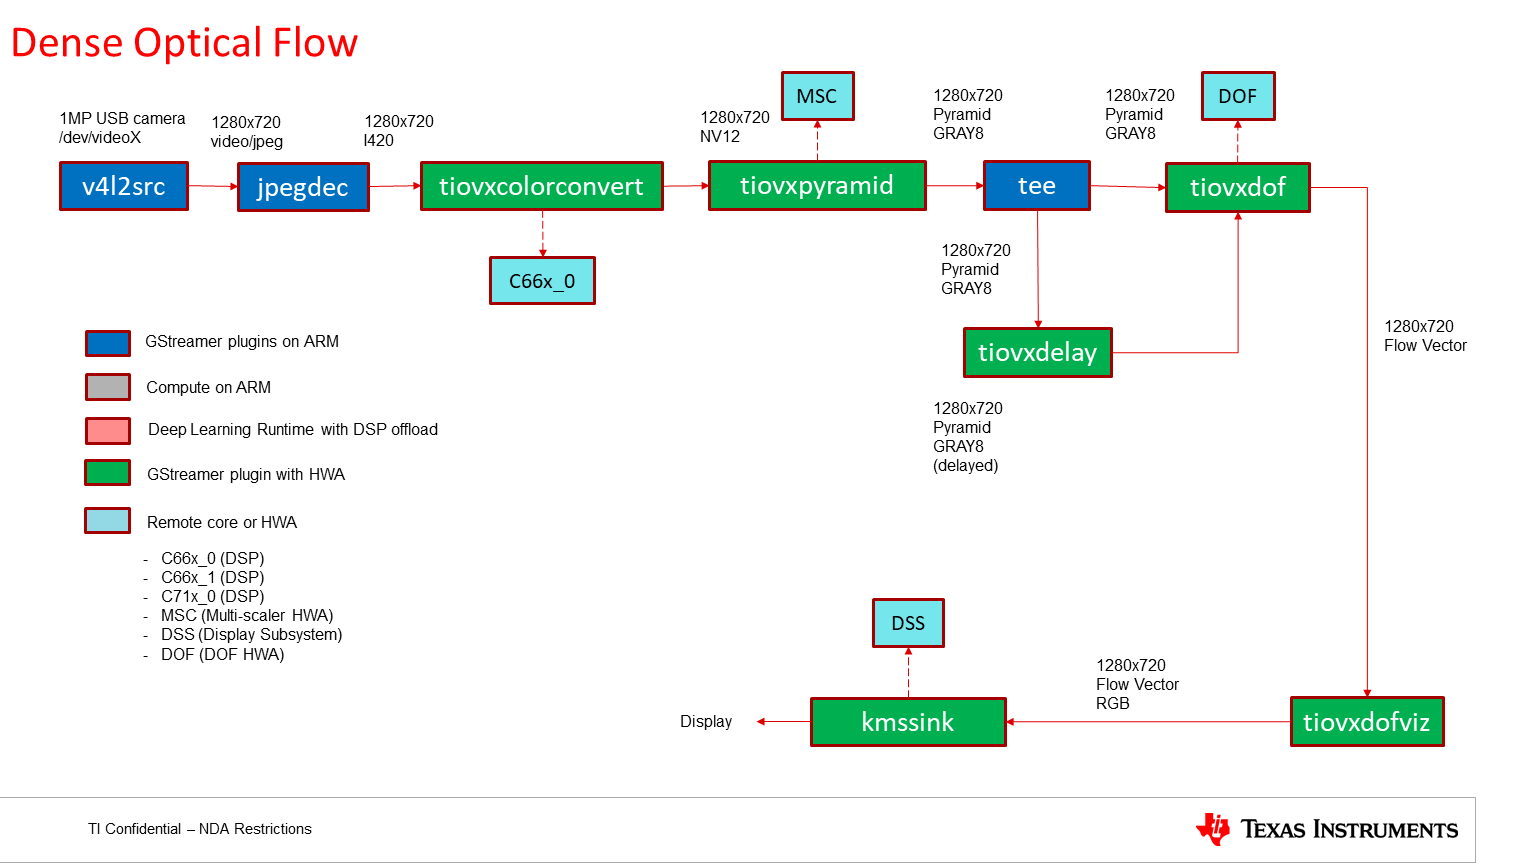 Dense Optical Flow
1MP USB camera
/dev/videoX
1280x720
video/jpeg
1280x720
I420
1280x720
NV12
MSC
1280x720
Pyramid
GRAY8
1280x720
Pyramid
GRAY8
DOF
v4l2src
jpegdec
tiovxcolorconvert
tiovxpyramid
tee
tiovxdof
C66x_0
1280x720
Pyramid
GRAY8
tiovxdelay
1280x720
Flow Vector
1280x720
Pyramid
GRAY8
(delayed)
GStreamer plugins on ARM
Compute on ARM
Deep Learning Runtime with DSP offload
GStreamer plugin with HWA
Remote core or HWA
- C66x_0 (DSP)
- C66x_1 (DSP)
- C71x_0 (DSP)
- MSC (Multi-scaler HWA)
- DSS (Display Subsystem)
- DOF (DOF HWA)
DSS
1280x720
Flow Vector
RGB
Display
kmssink
tiovxdofviz
TI Confidential – NDA Restrictions
TEXAS INSTRUMENTS